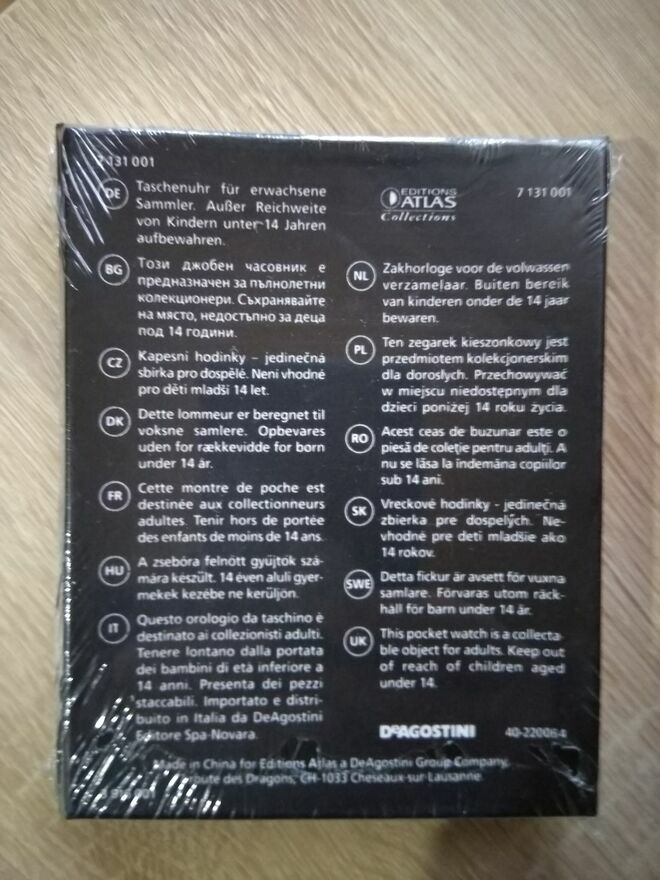 7 131 001
DE Taschenuhr für erwachsene
Sammler. Außer Reichweite
von Kindern unter 14 Jahren
aufbewahren.
BG Този джобен часовник е
предназначен за пълнолетни
колекционери. Съхранявайте
на място, недостъпно за деца
под 14 години.
CZ Kapesní hodinky – jedinečná
sbírka pro dospělé. Není vhodné
pro děti mladší 14 let.
DK Dette lommeur er beregnet til
voksne samlere. Opbevares
uden for rækkevidde for børn
under 14 år.
FR Cette montre de poche est
destinée aux collectionneurs
adultes. Tenir hors de portée
des enfants de moins de 14 ans.
HU A zsebóra felnőtt gyűjtők szá-
mára készült. 14 éven aluli gyer-
mekek kezébe ne kerüljön.
IT Questo orologio da taschino è
destinato ai collezionisti adulti.
Tenere lontano dalla portata
dei bambini di età inferiore a
14 anni. Presenta dei pezzi
staccabili. Importato e distri-
buito in Italia da DeAgostini
Editore Spa-Novara.
EDITIONS
ATLAS
Collections
7 131 001
NL Zakhorloge voor de volwassen
verzamelaar. Buiten bereik
van kinderen onder de 14 jaar
bewaren.
PL Ten zegarek kieszonkowy jest
przedmiotem kolekcjonerskim
dla dorosłych. Przechowywać
w miejscu niedostępnym dla
dzieci poniżej 14 roku życia.
RO Acest ceas de buzunar este o
piesă de coleție pentru adulți. A
nu se lăsa la îndemâna copiilor
sub 14 ani.
SK Vreckové hodinky - jedinečná
zbierka pre dospelých. Ne-
vhodné pre deti mladšie ako
14 rokov.
SWE Detta fickur är avsett för vuxna
samlare. Förvaras utom räck-
håll för barn under 14 år.
UK This pocket watch is a collecta-
ble object for adults. Keep out
of reach of children aged
under 14.
DeAGOSTINI
Made in China for Editions Atlas a DeAgostini Group Company,
Route des Dragons, CH-1033 Cheseaux-sur-Lausanne.